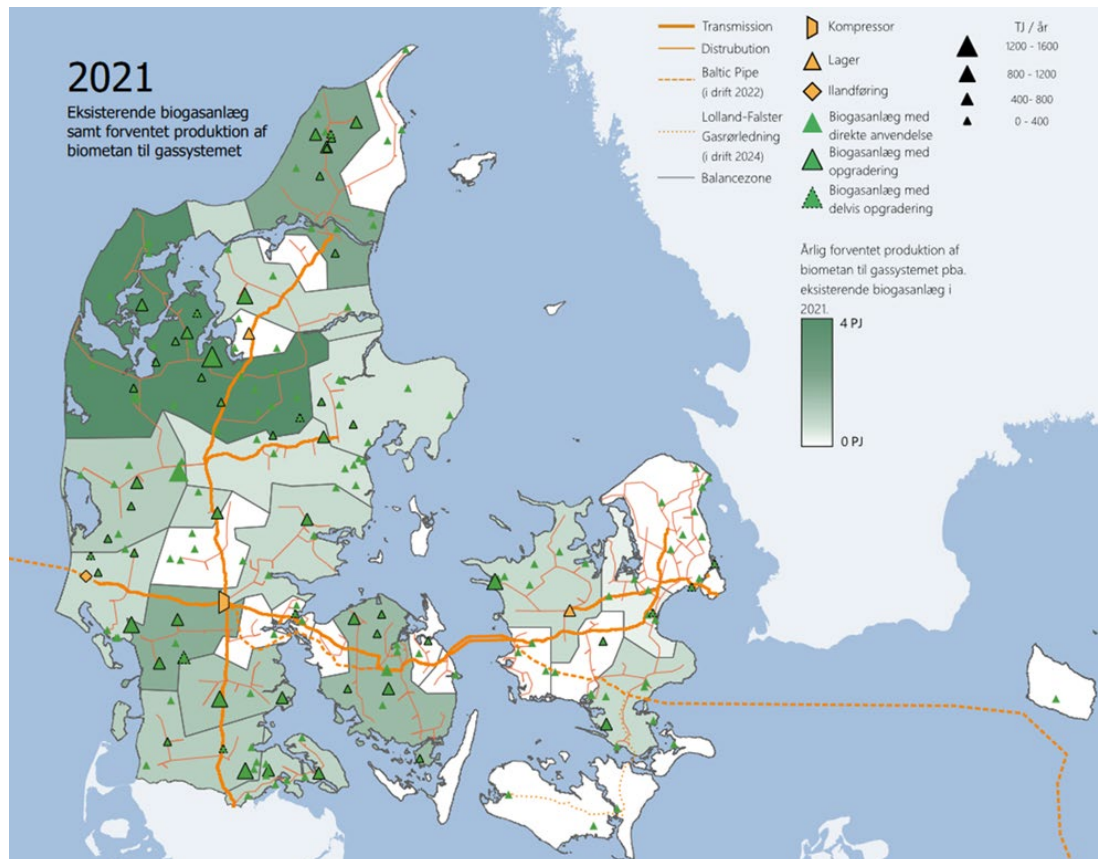 2021
Eksisterende biogasanlæg
samt forventet produktion af
biometan til gassystemet
Transmission
Distrubution
Baltic Pipe
(i drift 2022)
Lolland-Falster
Gasrørledning
(i drift 2024)
Balancezone
Kompressor
Lager
Ilandføring
Biogasanlæg med
direkte anvendelse
Biogasanlæg med
opgradering
Biogasanlæg med
delvis opgradering
TJ / år
1200 - 1600
800 - 1200
400- 800
0 - 400
Årlig forventet produktion af
biometan til gassystemet pba.
eksisterende biogasanlæg i
2021.
4 PJ
0 PJ